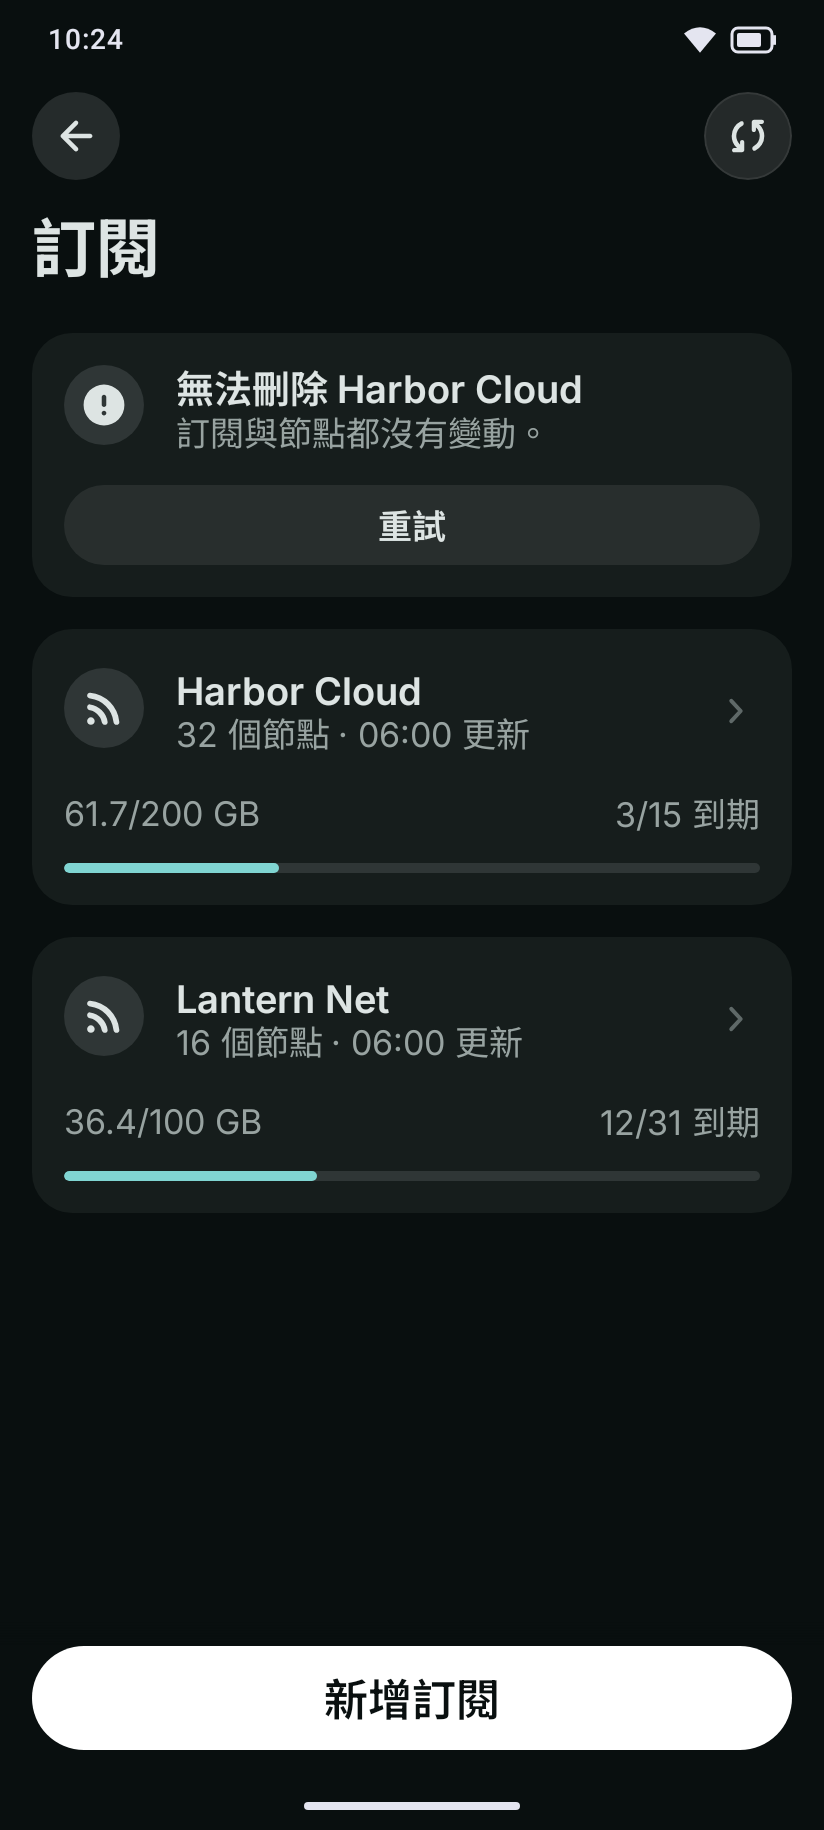 10:24
訂閱
無法刪除 Harbor Cloud
訂閱與節點都沒有變動。
重試
Harbor Cloud
32 個節點 · 06:00 更新
61.7/200 GB
3/15 到期
Lantern Net
16 個節點 · 06:00 更新
36.4/100 GB
12/31 到期
新增訂閱